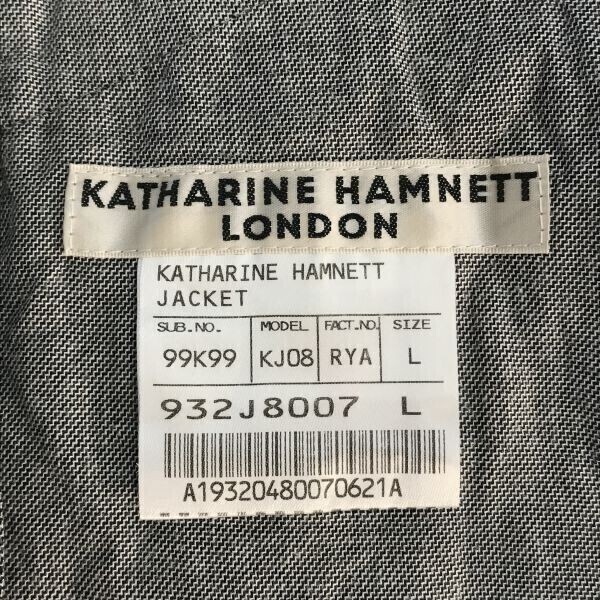 KATHARINE HAMNETT
LONDON
KATHARINE HAMNETT
JACKET
SUB.NO. MODEL FACT.NO. SIZE
99K99 KJ08 RYA L
932J8007 L
A19320480070621A